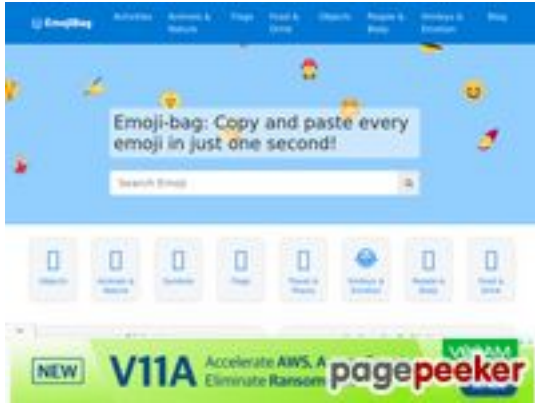 EmojiBag
Activities
Animals & Nature
Flags
Food & Drink
Objects
People & Body
Smileys & Emotion
Blog
Emoji-bag: Copy and paste every
emoji in just one second!
Search Emoji
Objects
Animals & Nature
Symbols
Flags
Travel & Places
Smileys & Emotion
People & Body
Food & Drink
NEW
V11A
Accelerate AWS, A
Eliminate Ransom
pagepeeker